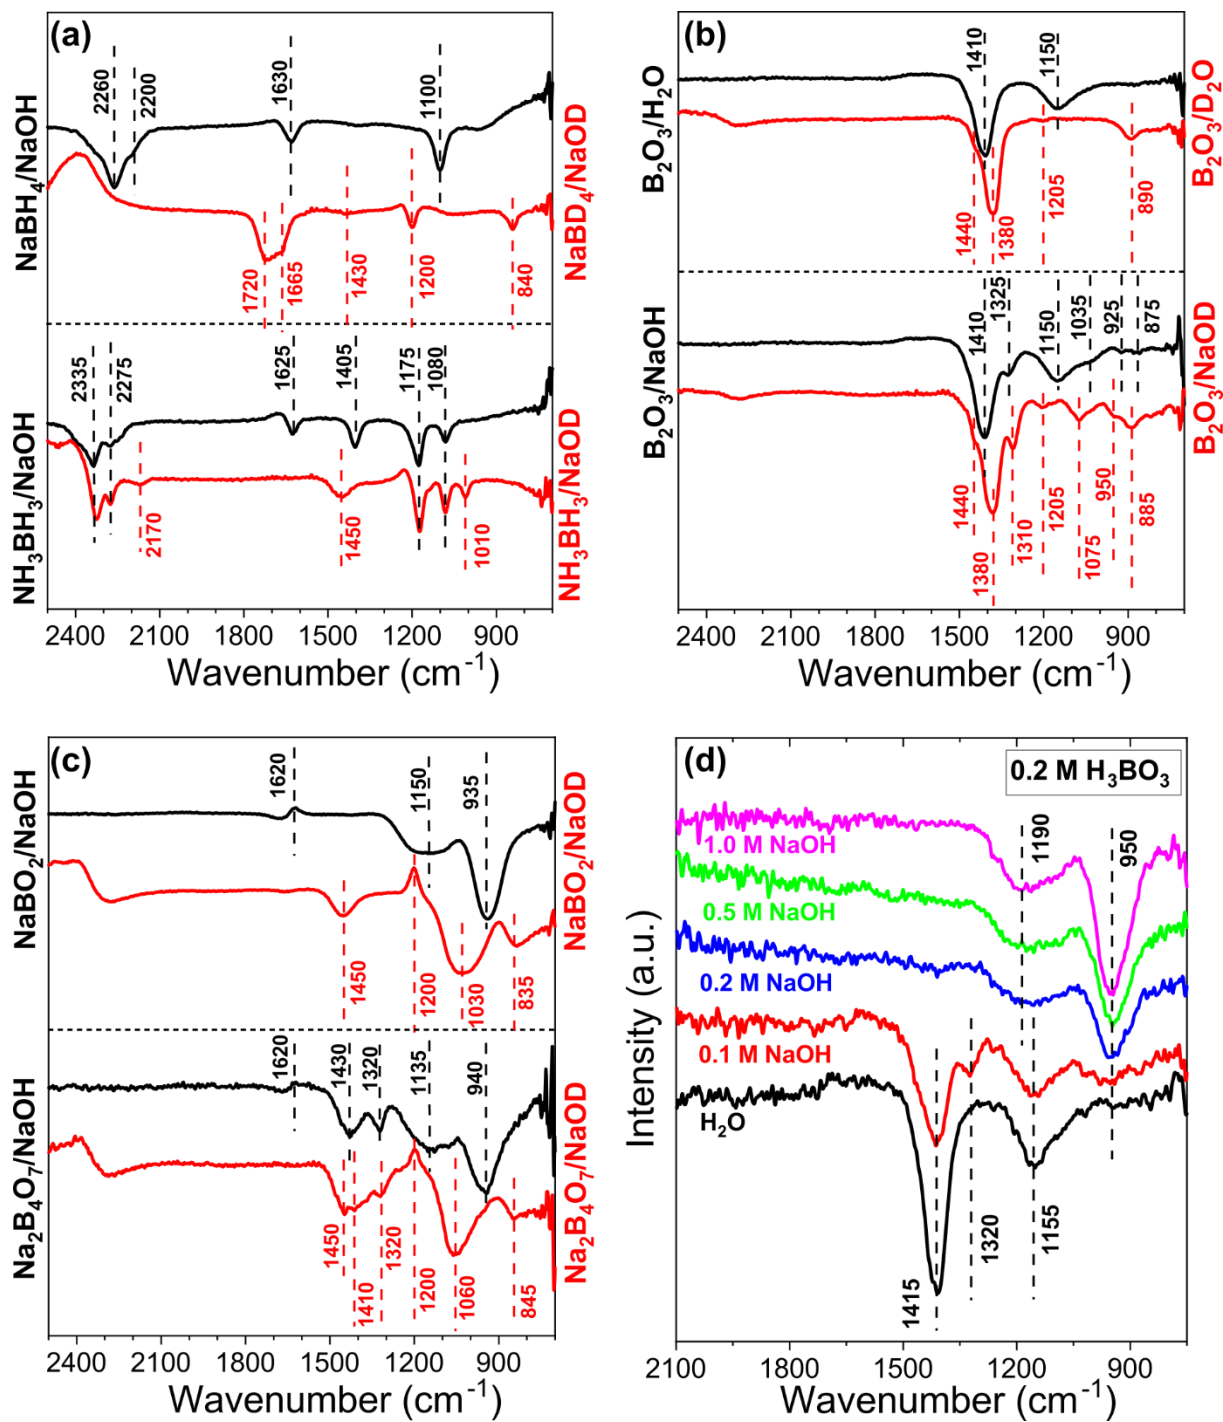 (a)
2260
2200
1630
1100
NaBH₄/NaOH
NaBD₄/NaOD
1720
1665
1430
1200
840
2335
2275
1625
1405
1175
1080
NH₃BH₃/NaOH
NH₃BH₃/NaOD
2170
1450
1010
2400 2100 1800 1500 1200 900
Wavenumber (cm⁻¹)
(b)
1410
1150
B₂O₃/H₂O
B₂O₃/D₂O
1440
1380
1205
890
1410
1325
1150
1035
925
875
B₂O₃/NaOH
B₂O₃/NaOD
1440
1380
1310
1205
1075
950
885
2400 2100 1800 1500 1200 900
Wavenumber (cm⁻¹)
(c)
1620
1150
935
NaBO₂/NaOH
NaBO₂/NaOD
1450
1200
1030
835
1620
1430
1320
1135
940
Na₂B₄O₇/NaOH
Na₂B₄O₇/NaOD
1450
1410
1320
1200
1060
845
2400 2100 1800 1500 1200 900
Wavenumber (cm⁻¹)
(d)
0.2 M H₃BO₃
1190
950
1.0 M NaOH
0.5 M NaOH
0.2 M NaOH
0.1 M NaOH
H₂O
1415
1320
1155
Intensity (a.u.)
2100 1800 1500 1200 900
Wavenumber (cm⁻¹)